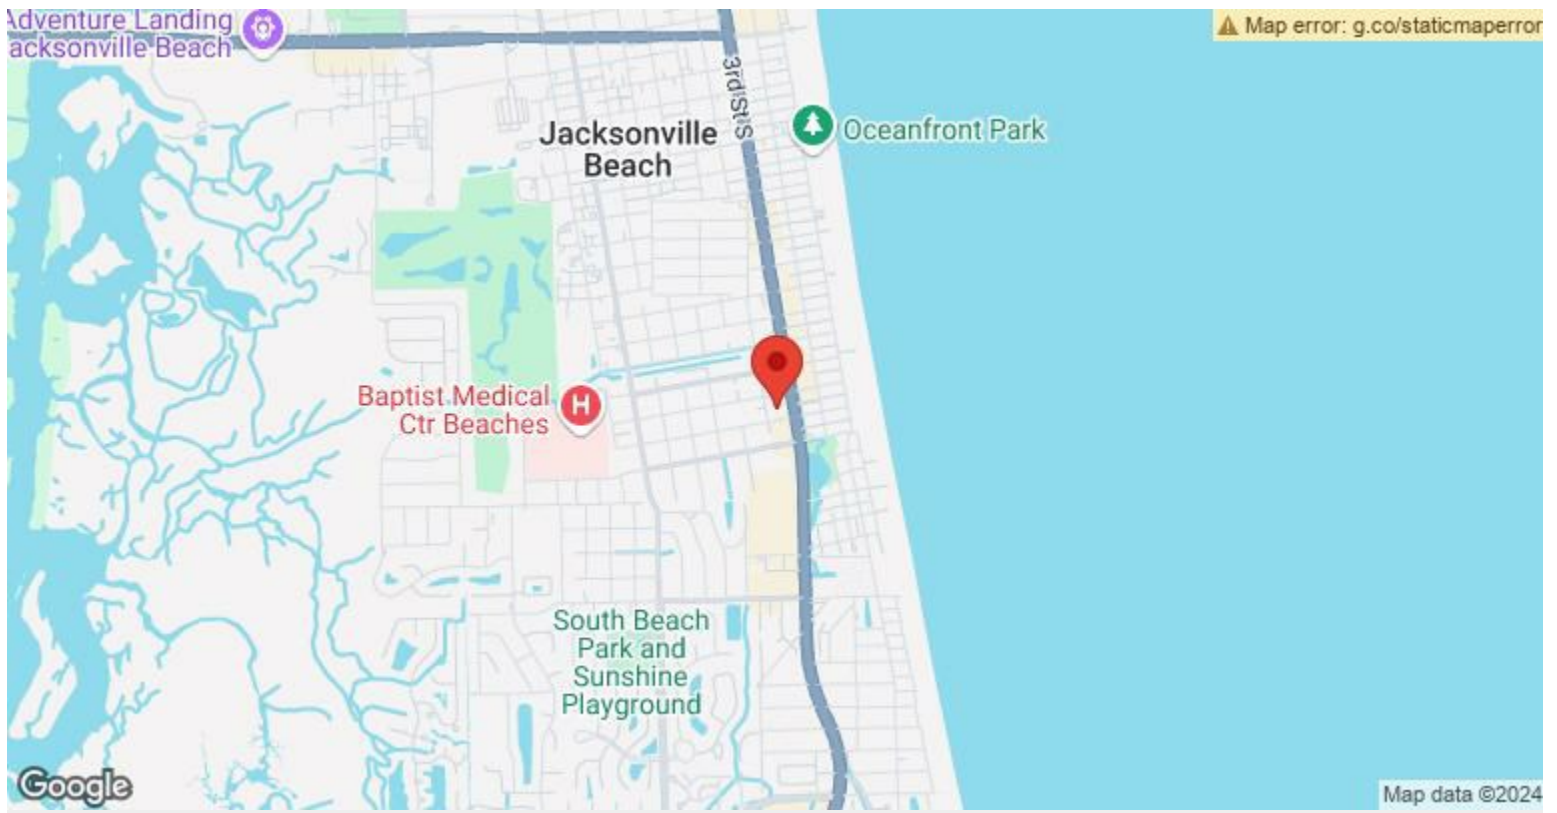 Adventure Landing
Jacksonville Beach
Map error: g.co/staticmaperror
3rd St S
Jacksonville
Beach
Oceanfront Park
Baptist Medical
Ctr Beaches
H
South Beach
Park and
Sunshine
Playground
Google
Map data ©2024